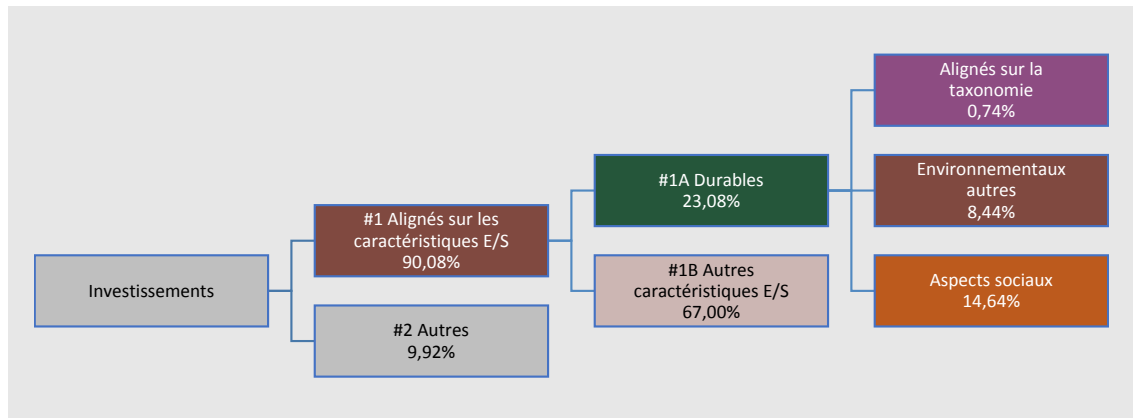 Investissements
#1 Alignés sur les
caractéristiques E/S
90,08%
#2 Autres
9,92%
#1A Durables
23,08%
#1B Autres
caractéristiques E/S
67,00%
Alignés sur la
taxonomie
0,74%
Environnementaux
autres
8,44%
Aspects sociaux
14,64%